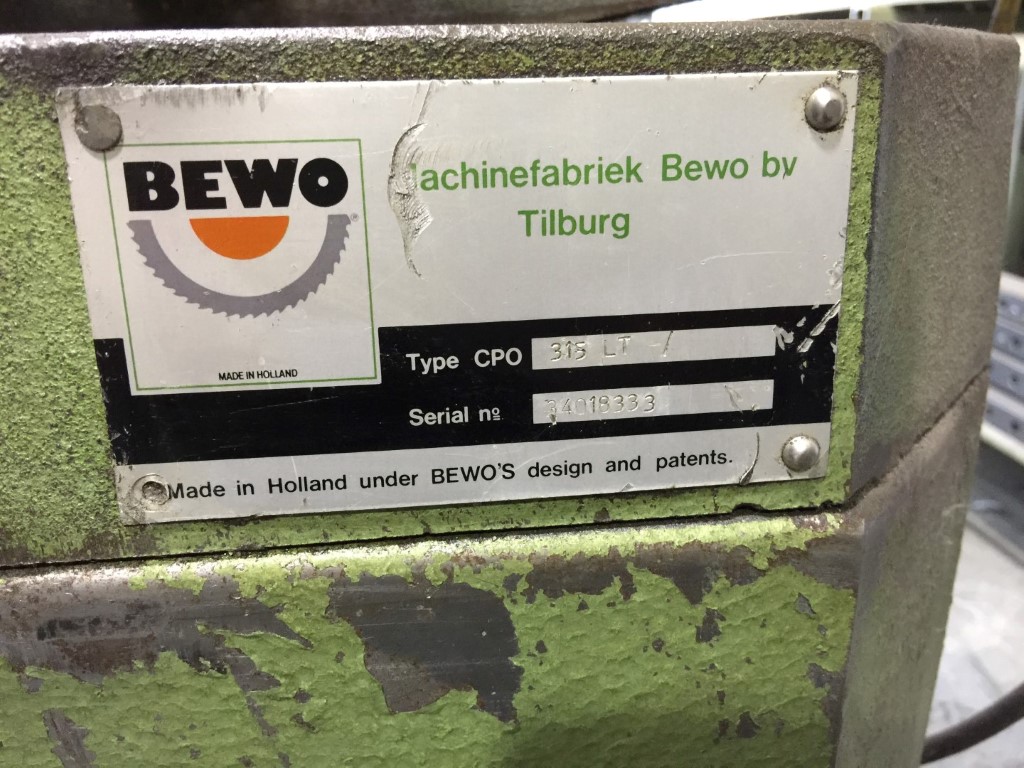 BEWO
®
MADE IN HOLLAND
achinefabriek Bewo bv
Tilburg
Type CPO 315 LT -/
Serial nº 34018333
Made in Holland under BEWO'S design and patents.